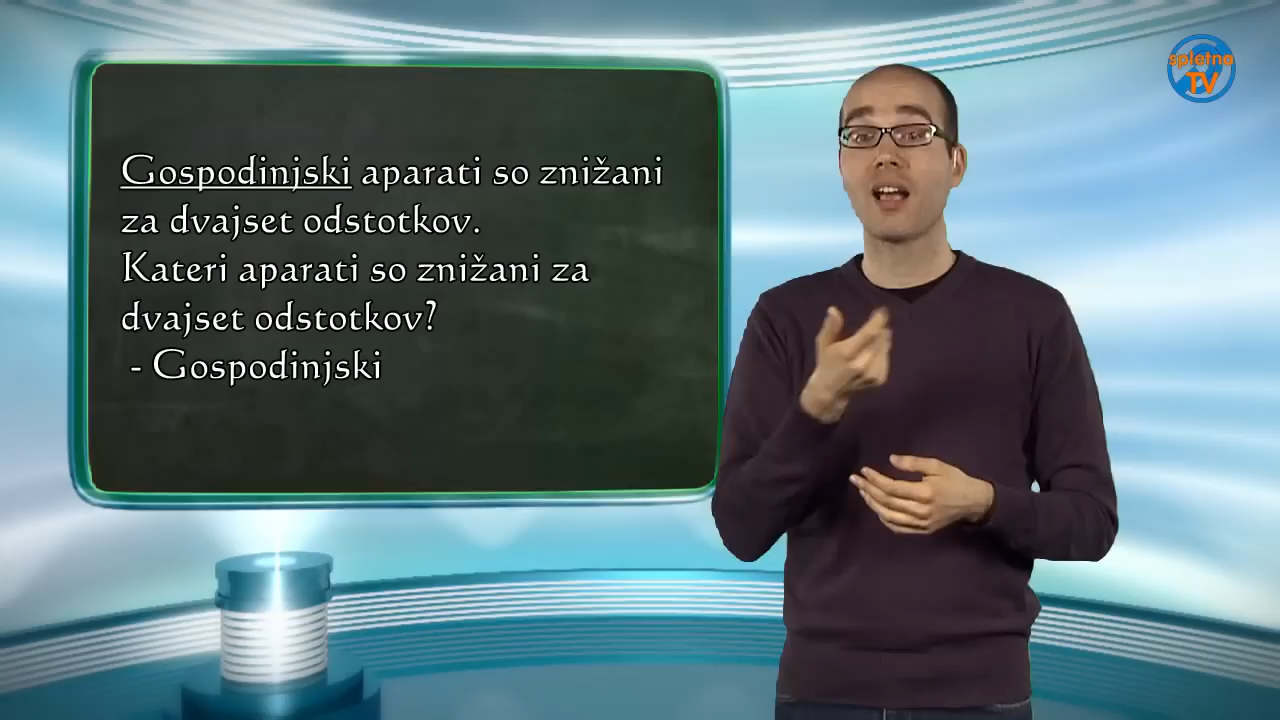 Gospodinjski aparati so znižani
za dvajset odstotkov.
Kateri aparati so znižani za
dvajset odstotkov?
- Gospodinjski
spletna
TV